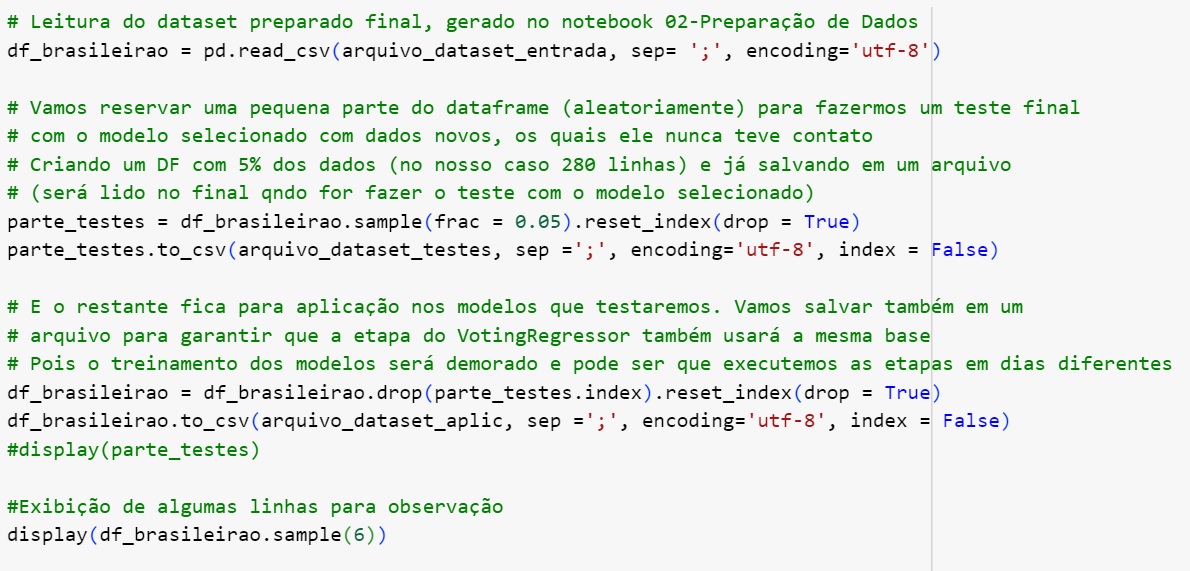 # Leitura do dataset preparado final, gerado no notebook 02-Preparação de Dados
df_brasileirao = pd.read_csv(arquivo_dataset_entrada, sep= ';', encoding='utf-8')
# Vamos reservar uma pequena parte do dataframe (aleatoriamente) para fazermos um teste final
# com o modelo selecionado com dados novos, os quais ele nunca teve contato
# Criando um DF com 5% dos dados (no nosso caso 280 linhas) e já salvando em um arquivo
# (será lido no final qndo for fazer o teste com o modelo selecionado)
parte_testes = df_brasileirao.sample(frac = 0.05).reset_index(drop = True)
parte_testes.to_csv(arquivo_dataset_testes, sep =';', encoding='utf-8', index = False)
# E o restante fica para aplicação nos modelos que testaremos. Vamos salvar também em um
# arquivo para garantir que a etapa do VotingRegressor também usará a mesma base
# Pois o treinamento dos modelos será demorado e pode ser que executemos as etapas em dias diferentes
df_brasileirao = df_brasileirao.drop(parte_testes.index).reset_index(drop = True)
df_brasileirao.to_csv(arquivo_dataset_aplic, sep =';', encoding='utf-8', index = False)
#display(parte_testes)
#Exibição de algumas linhas para observação
display(df_brasileirao.sample(6))